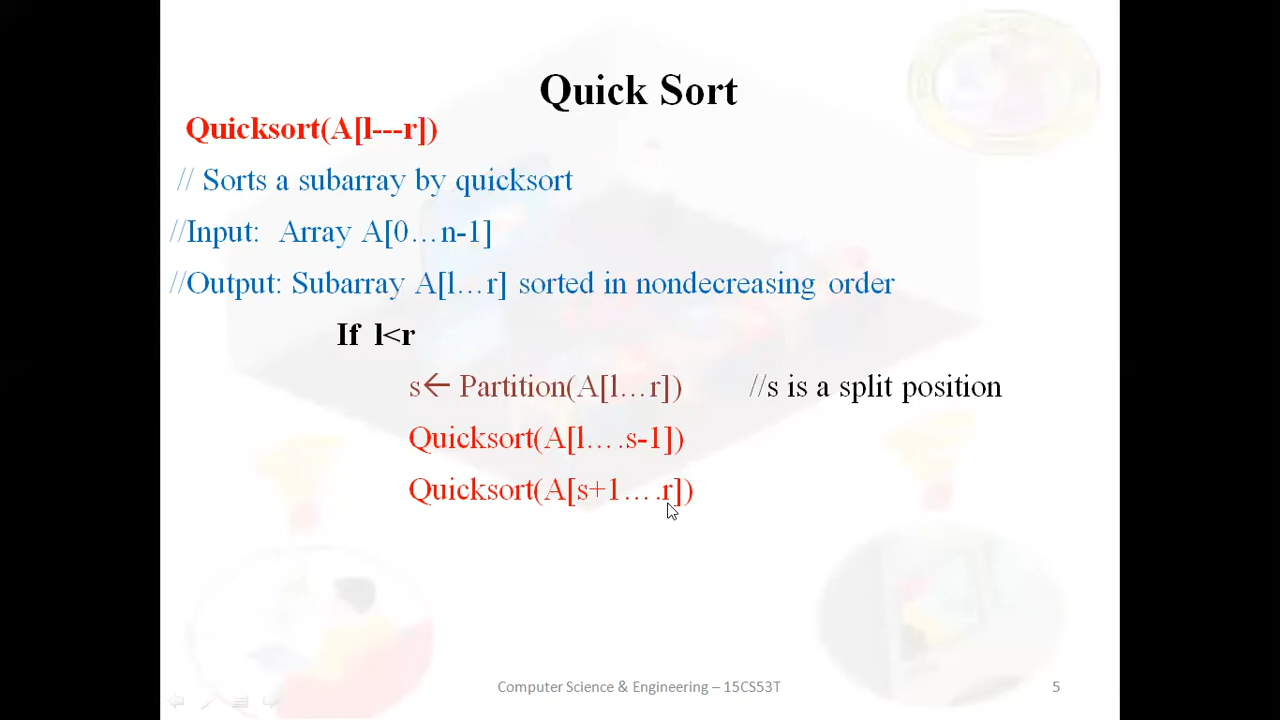 Quick Sort
Quicksort(A[l---r])
// Sorts a subarray by quicksort
//Input: Array A[0…n-1]
//Output: Subarray A[l…r] sorted in nondecreasing order
If l<r
s← Partition(A[l…r]) //s is a split position
Quicksort(A[l….s-1])
Quicksort(A[s+1….r])
Computer Science & Engineering – 15CS53T 5